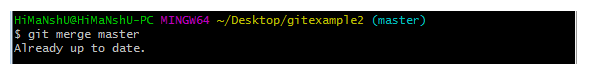 HiMaNshU@HiMaNshU-PC MINGW64 ~/Desktop/gitexample2 (master)
$ git merge master
Already up to date.